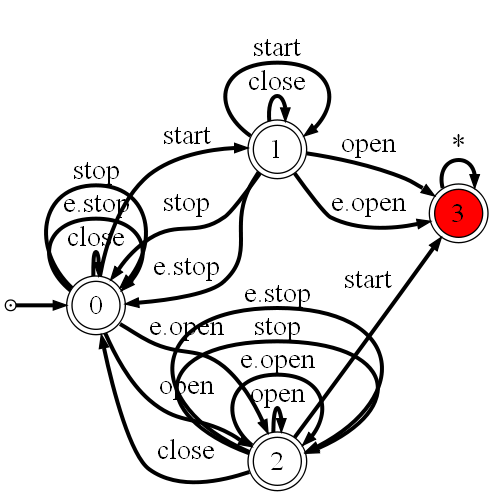 start
close
1
start
open
*
stop
e.stop
close
stop
e.open
3
e.stop
0
start
e.stop
e.open
stop
e.open
open
open
close
2